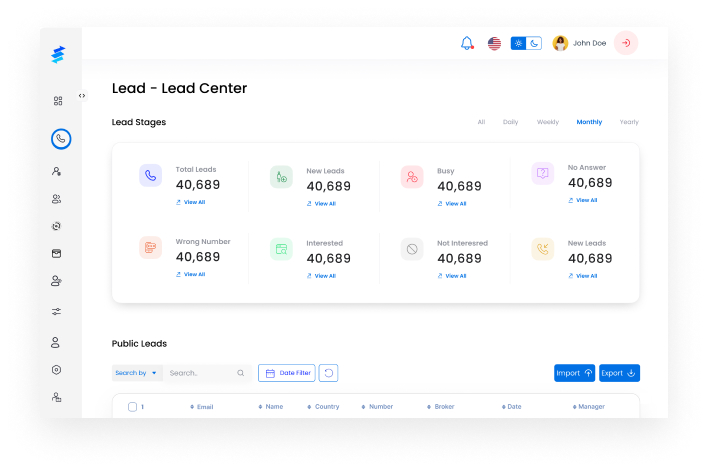 John Doe
Lead - Lead Center
Lead Stages
All Daily Weekly Monthly Yearly
Total Leads
40,689
View All
New Leads
40,689
View All
Busy
40,689
View All
No Answer
40,689
View All
Wrong Number
40,689
View All
Interested
40,689
View All
Not Interesred
40,689
View All
New Leads
40,689
View All
Public Leads
Search by Search.. Date Filter Import Export
1 Email Name Country Number Broker Date Manager